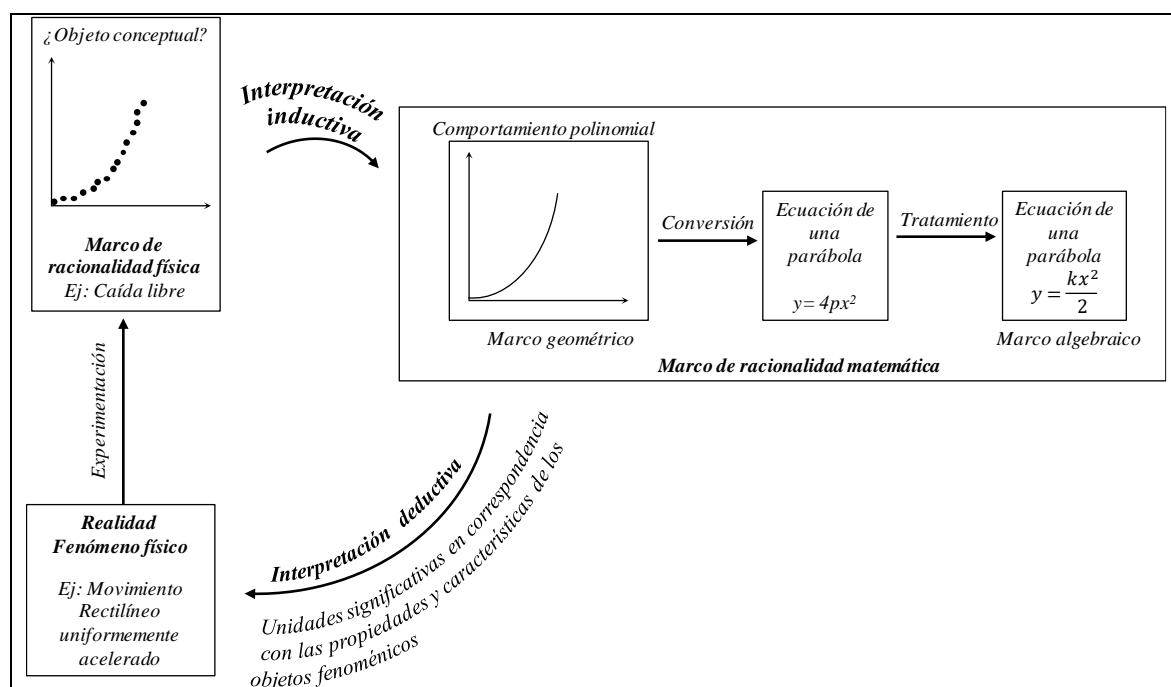 ¿Objeto conceptual?
Marco de
racionalidad física
Ej: Caída libre
Interpretación
inductiva
Comportamiento polinomial
Marco geométrico
Conversión
Ecuación de
una
parábola
y= 4px²
Tratamiento
Ecuación de
una
parábola
y = kx²/2
Marco algebraico
Marco de racionalidad matemática
Experimentación
Realidad
Fenómeno físico
Ej: Movimiento
Rectilíneo
uniformemente
acelerado
Interpretación deductiva
Unidades significativas en correspondencia
con las propiedades y características de los
objetos fenoménicos